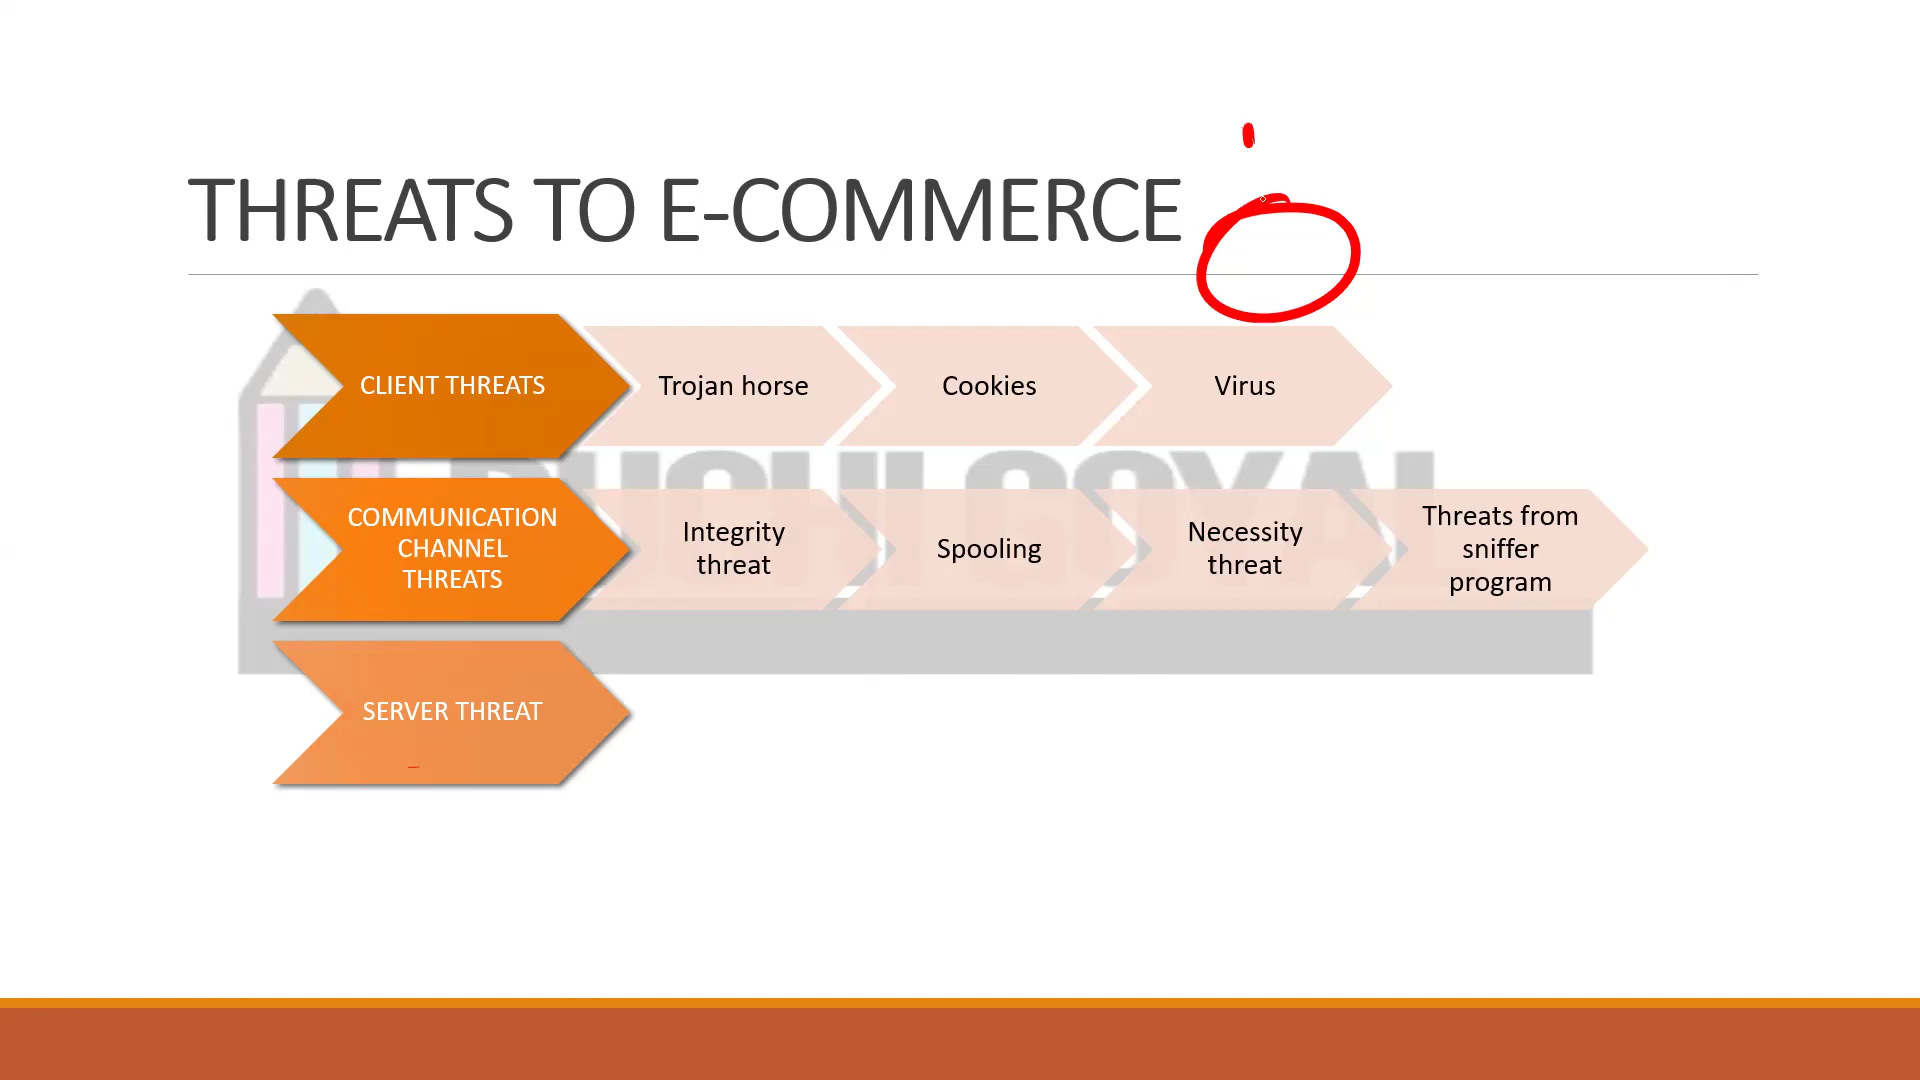 THREATS TO E-COMMERCE
CLIENT THREATS
Trojan horse
Cookies
Virus
COMMUNICATION
CHANNEL
THREATS
Integrity
threat
Spooling
Necessity
threat
Threats from
sniffer
program
SERVER THREAT